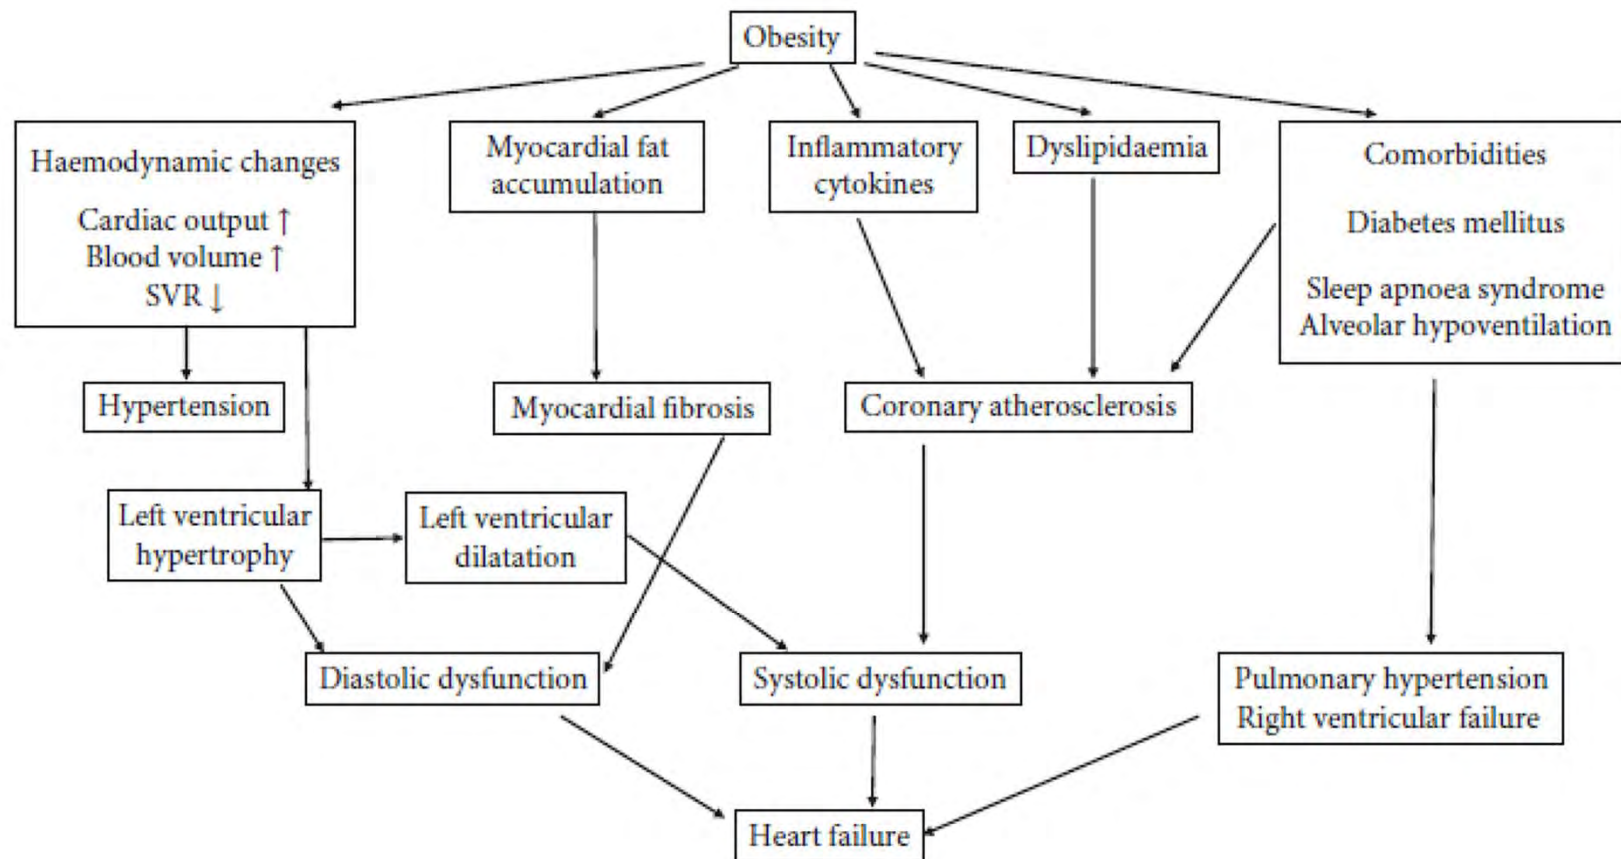 Obesity
Haemodynamic changes
Cardiac output ↑
Blood volume ↑
SVR ↓
Myocardial fat
accumulation
Inflammatory
cytokines
Dyslipidaemia
Comorbidities
Diabetes mellitus
Sleep apnoea syndrome
Alveolar hypoventilation
Hypertension
Myocardial fibrosis
Coronary atherosclerosis
Left ventricular
hypertrophy
Left ventricular
dilatation
Diastolic dysfunction
Systolic dysfunction
Pulmonary hypertension
Right ventricular failure
Heart failure